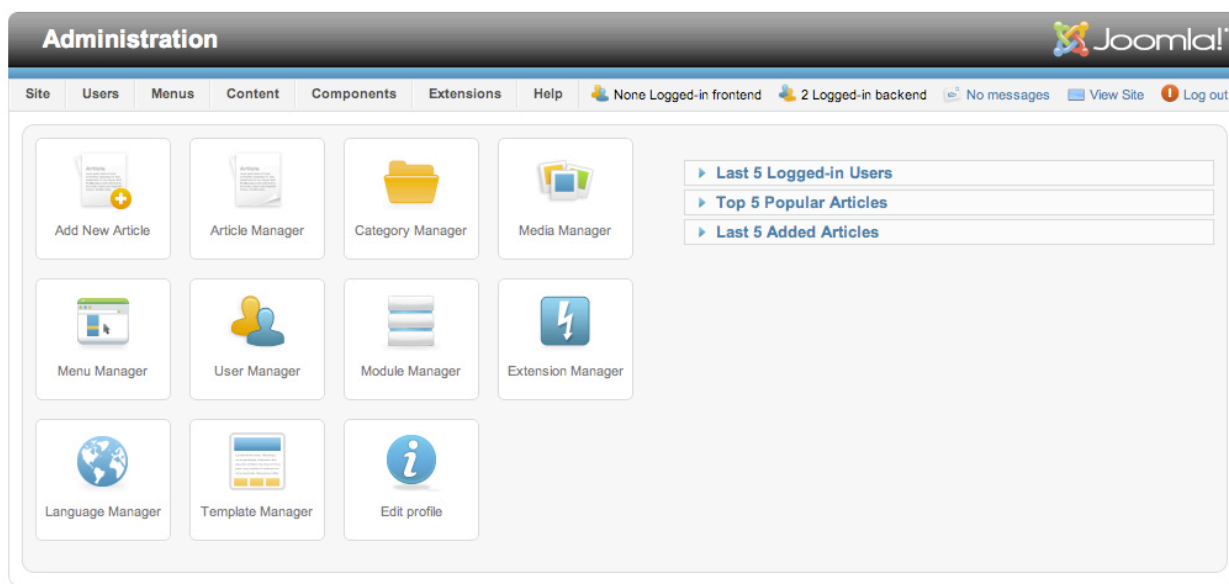 Administration
Joomla!
Site Users Menus Content Components Extensions Help None Logged-in frontend 2 Logged-in backend No messages View Site Log out
Last 5 Logged-in Users
Top 5 Popular Articles
Last 5 Added Articles
Article
Article
Add New Article Article Manager Category Manager Media Manager
Menu Manager User Manager Module Manager Extension Manager
Language Manager Template Manager Edit profile